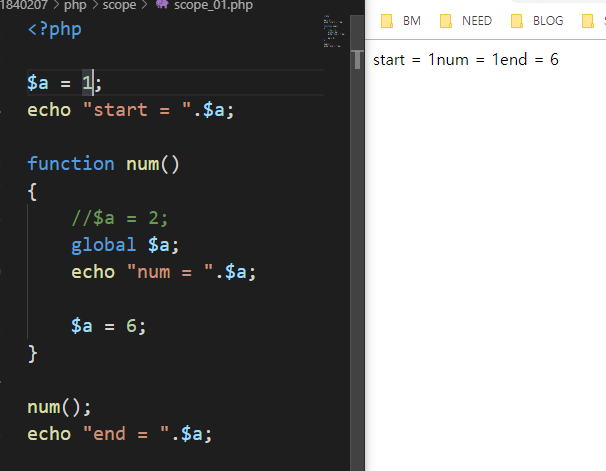 1840207 > php > scope > scope_01.php
<?php
$a = 1;
echo "start = ".$a;
function num()
{
//$a = 2;
global $a;
echo "num = ".$a;
$a = 6;
}
num();
echo "end = ".$a;
BM NEED BLOG
start = 1num = 1end = 6